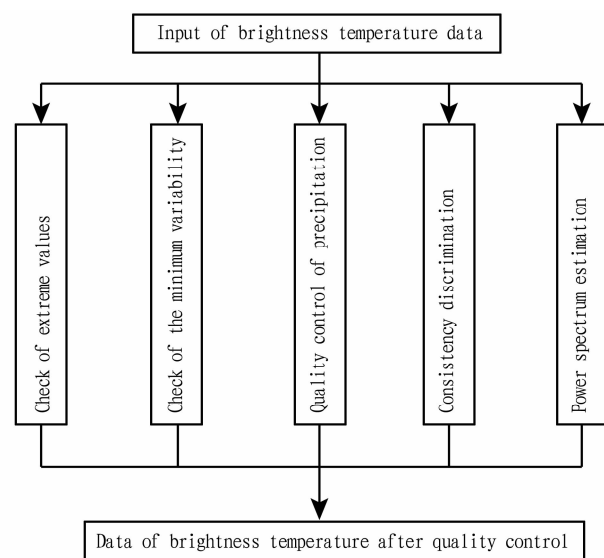 Input of brightness temperature data
Check of extreme values
Check of the minimum variability
Quality control of precipitation
Consistency discrimination
Power spectrum estimation
Data of brightness temperature after quality control